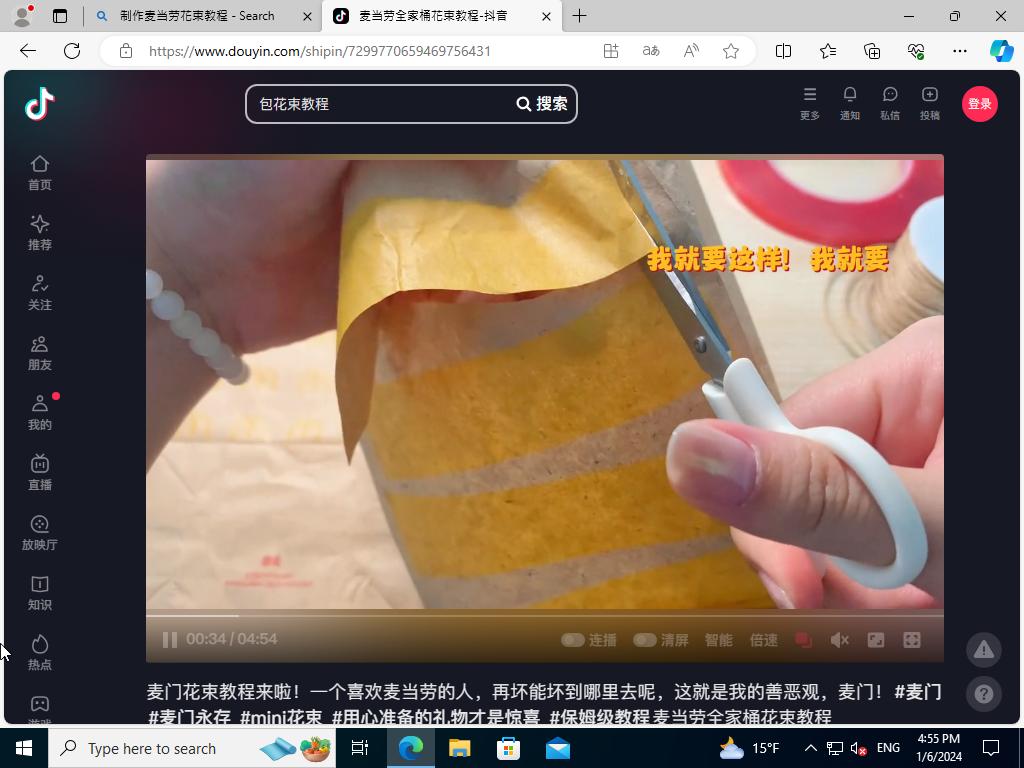 制作麦当劳花束教程 - Search
麦当劳全家桶花束教程-抖音
https://www.douyin.com/shipin/7299770659469756431
包花束教程
搜索
更多
通知
私信
投稿
登录
首页
推荐
关注
朋友
我的
直播
放映厅
知识
热点
游戏
我就要这样! 我就要
00:34 / 04:54
连播
清屏
智能
倍速
麦门花束教程来啦！一个喜欢麦当劳的人，再坏能坏到哪里去呢，这就是我的善恶观，麦门！ #麦门
#麦门永存 #mini花束 #用心准备的礼物才是惊喜 #保姆级教程麦当劳全家桶花束教程
Type here to search
15°F
ENG
4:55 PM
1/6/2024